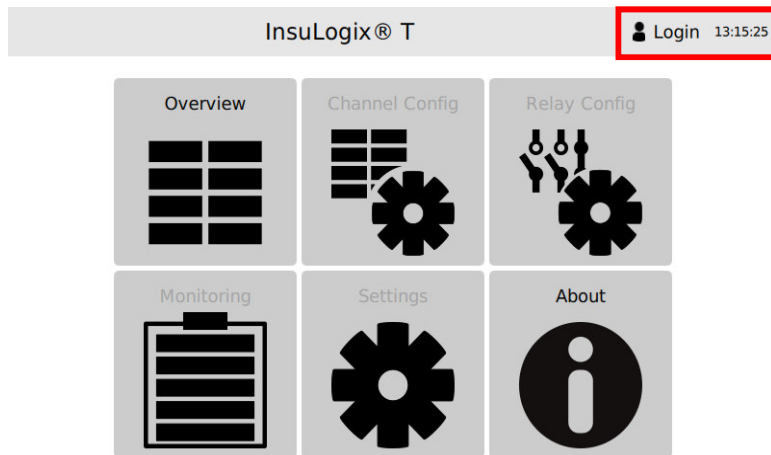 InsuLogix® T
Login 13:15:25
Overview Channel Config Relay Config
Monitoring Settings About